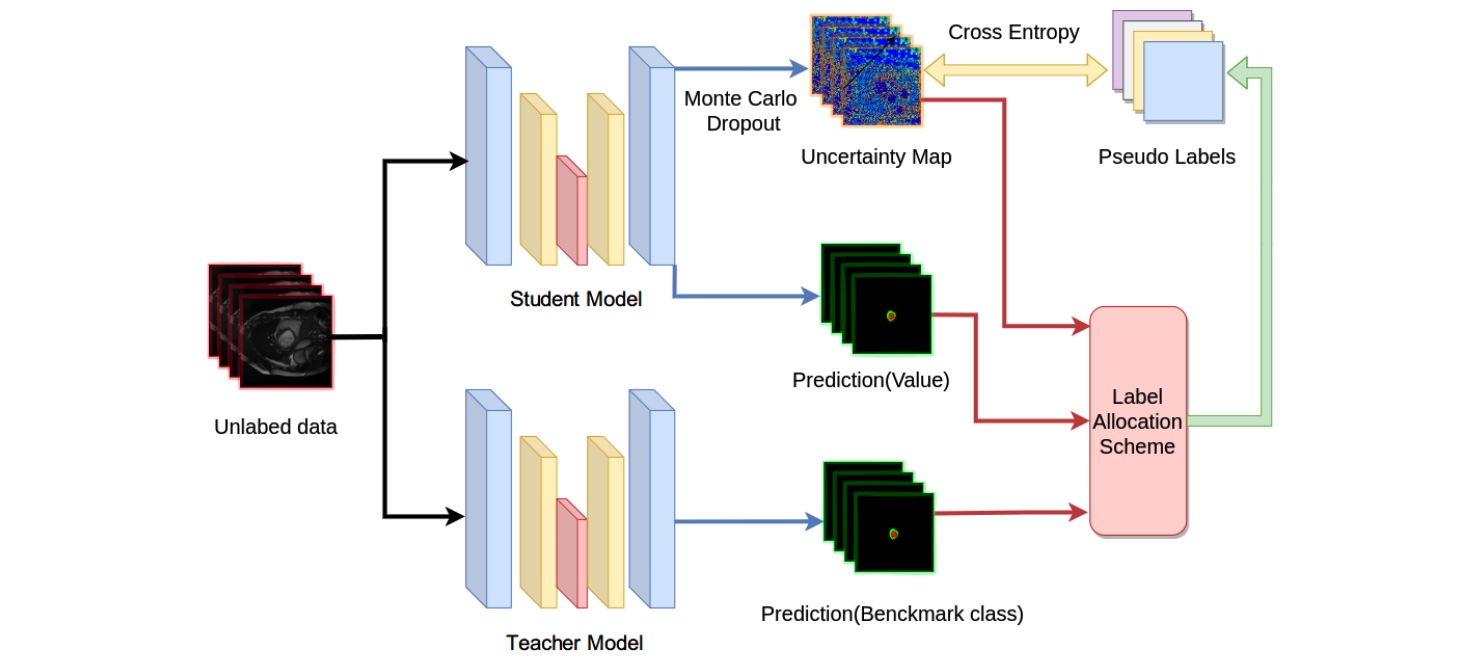 Cross Entropy
Monte Carlo
Dropout
Uncertainty Map
Pseudo Labels
Student Model
Prediction(Value)
Unlabed data
Label
Allocation
Scheme
Prediction(Benckmark class)
Teacher Model